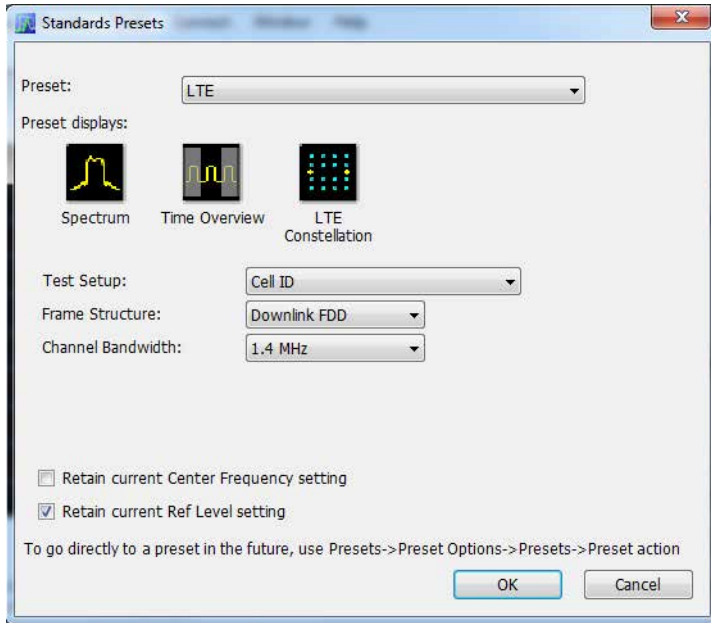 Standards Presets
Preset: LTE
Preset displays:
Spectrum Time Overview LTE Constellation
Test Setup: Cell ID
Frame Structure: Downlink FDD
Channel Bandwidth: 1.4 MHz
Retain current Center Frequency setting
Retain current Ref Level setting
To go directly to a preset in the future, use Presets->Preset Options->Presets->Preset action
OK Cancel